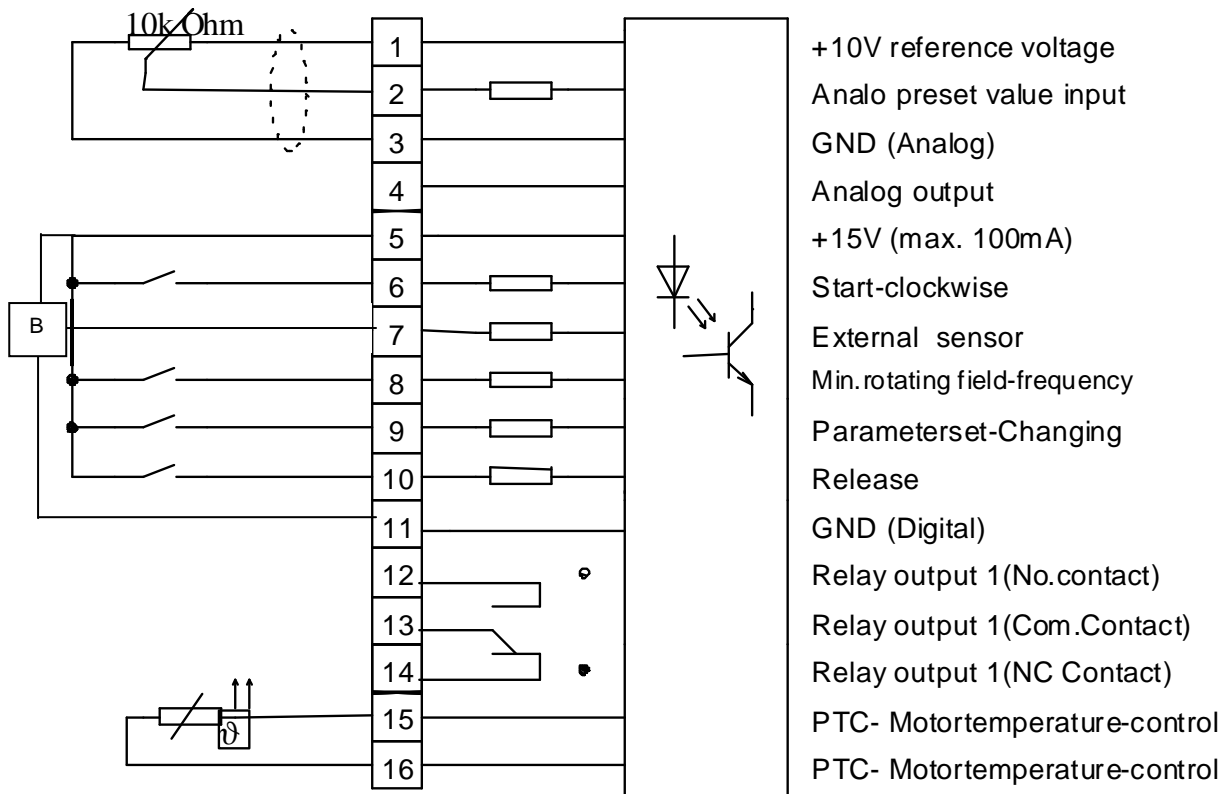 10k Ohm
1 +10V reference voltage
2 Analo preset value input
3 GND (Analog)
4 Analog output
5 +15V (max. 100mA)
6 Start-clockwise
B 7 External sensor
8 Min.rotating field-frequency
9 Parameterset-Changing
10 Release
11 GND (Digital)
12 Relay output 1(No.contact)
13 Relay output 1(Com.Contact)
14 Relay output 1(NC Contact)
ϑ 15 PTC- Motortemperature-control
16 PTC- Motortemperature-control